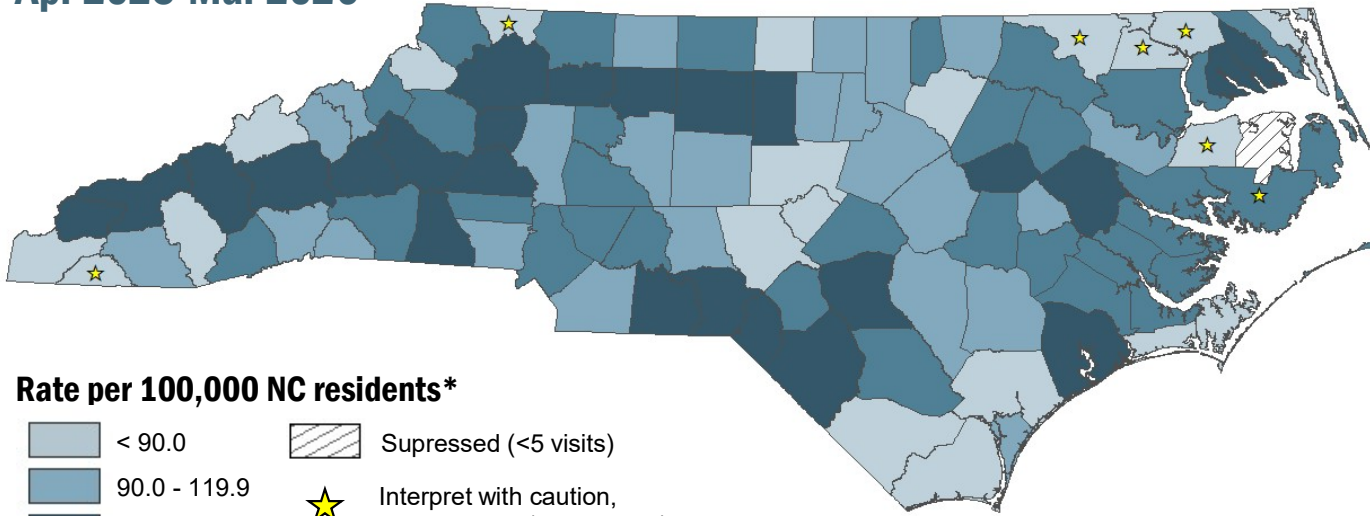 Rate per 100,000 NC residents*
< 90.0
Supressed (<5 visits)
90.0 - 119.9
Interpret with caution,